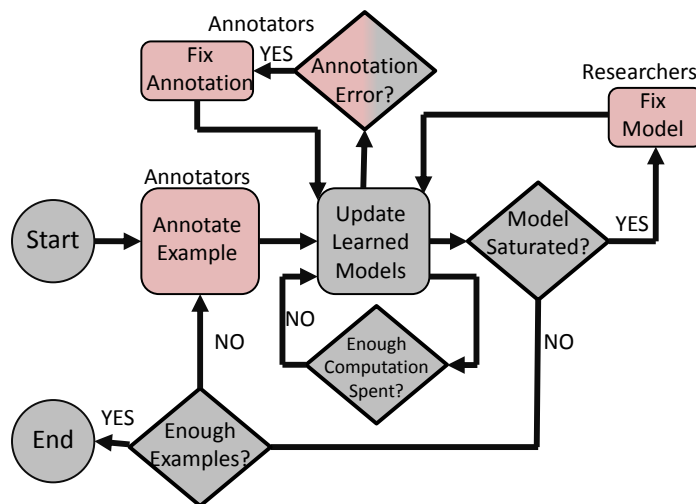 Annotators
Fix
Annotation
YES
Annotation
Error?
Researchers
Fix
Model
Annotators
Start
Annotate
Example
Update
Learned
Models
Model
Saturated?
YES
NO
NO
Enough
Computation
Spent?
NO
End
YES
Enough
Examples?